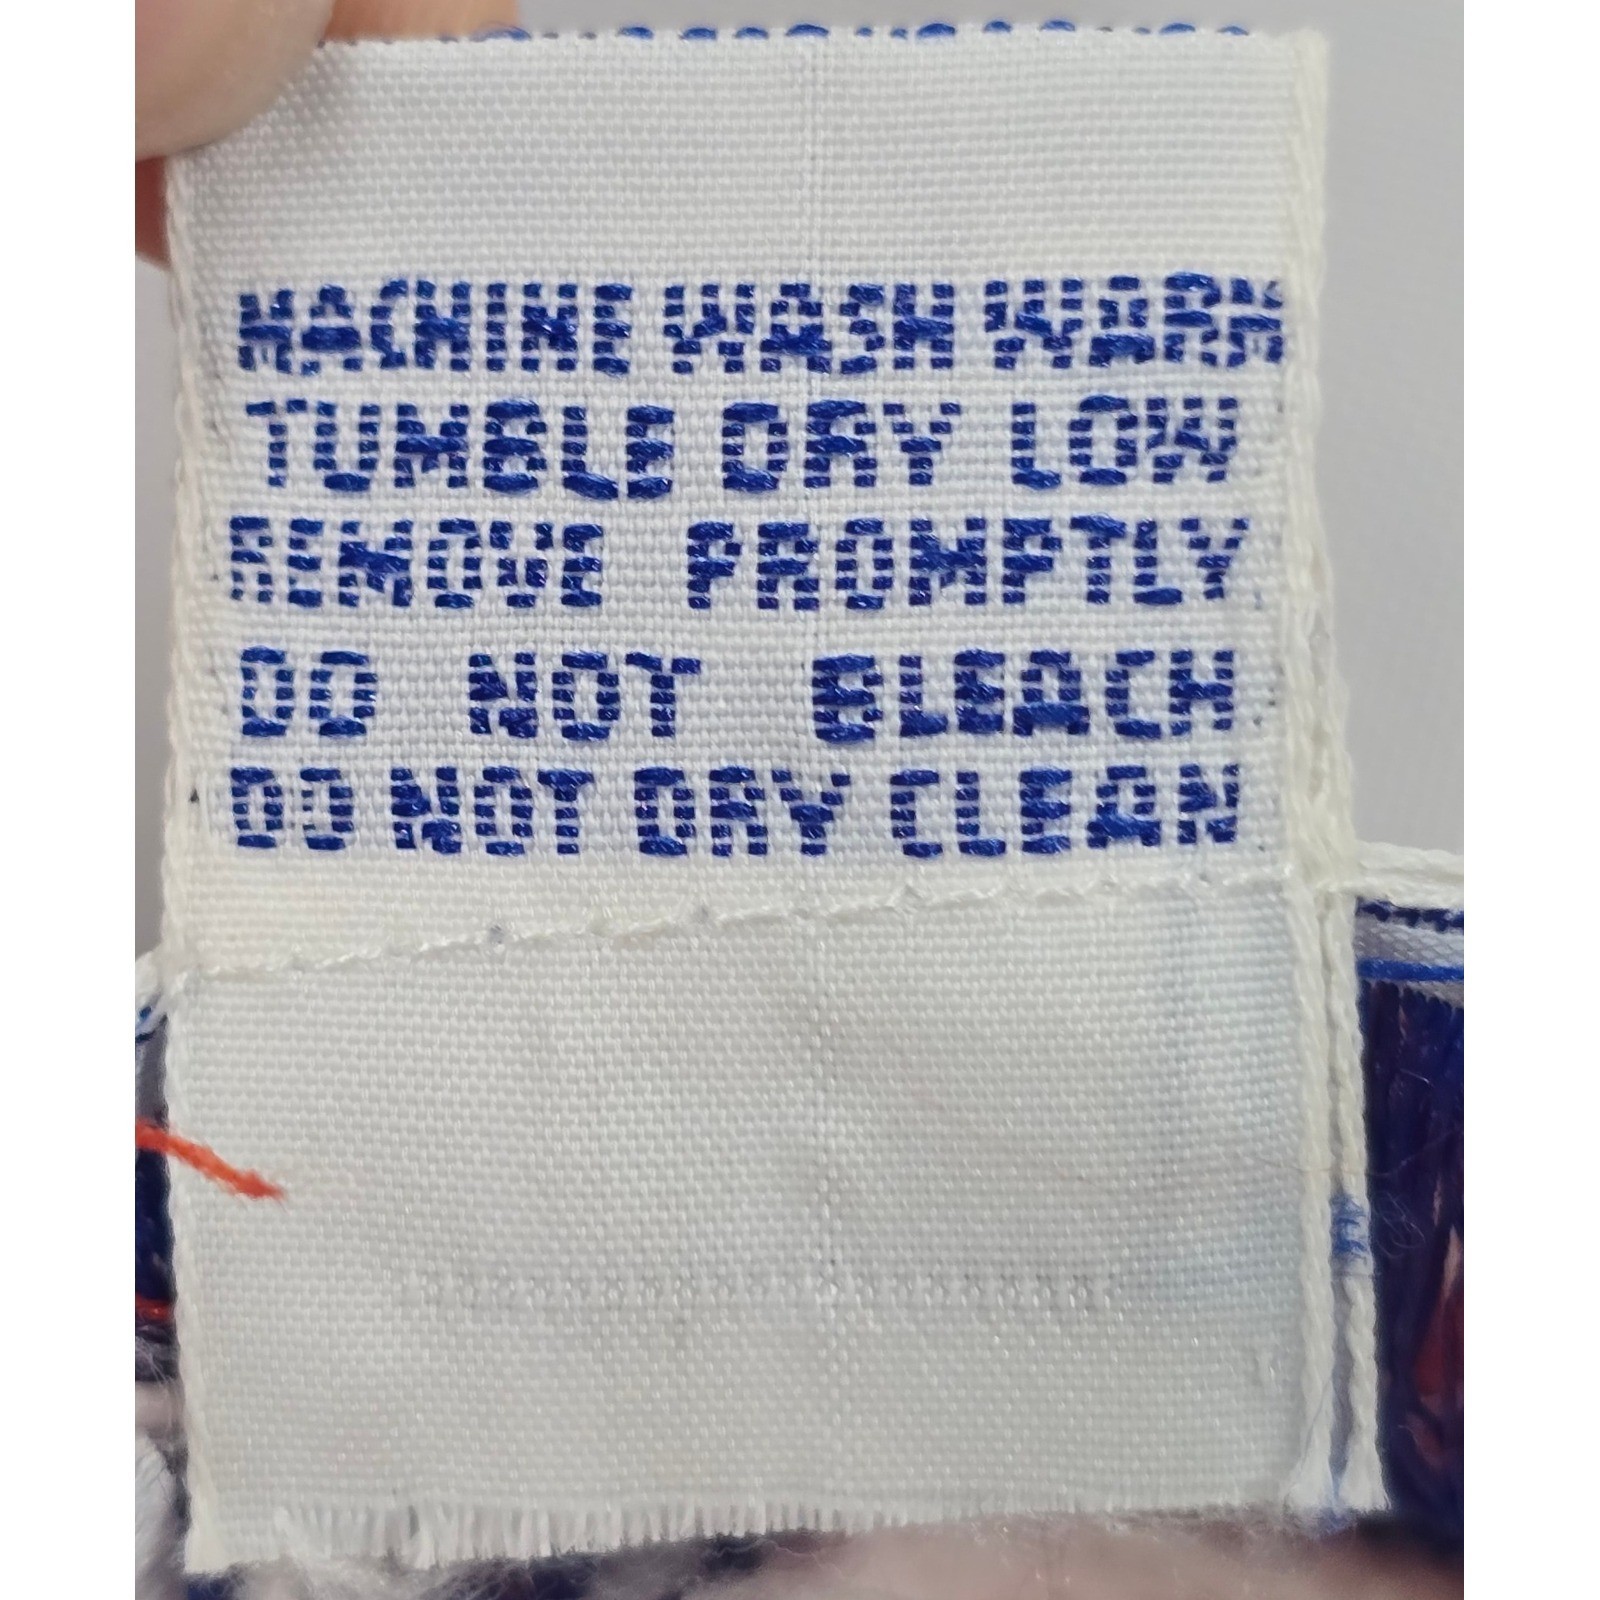 MACHINE WASH WARM
TUMBLE DRY LOW
REMOVE PROMPTLY
DO NOT BLEACH
DO NOT DRY CLEAN